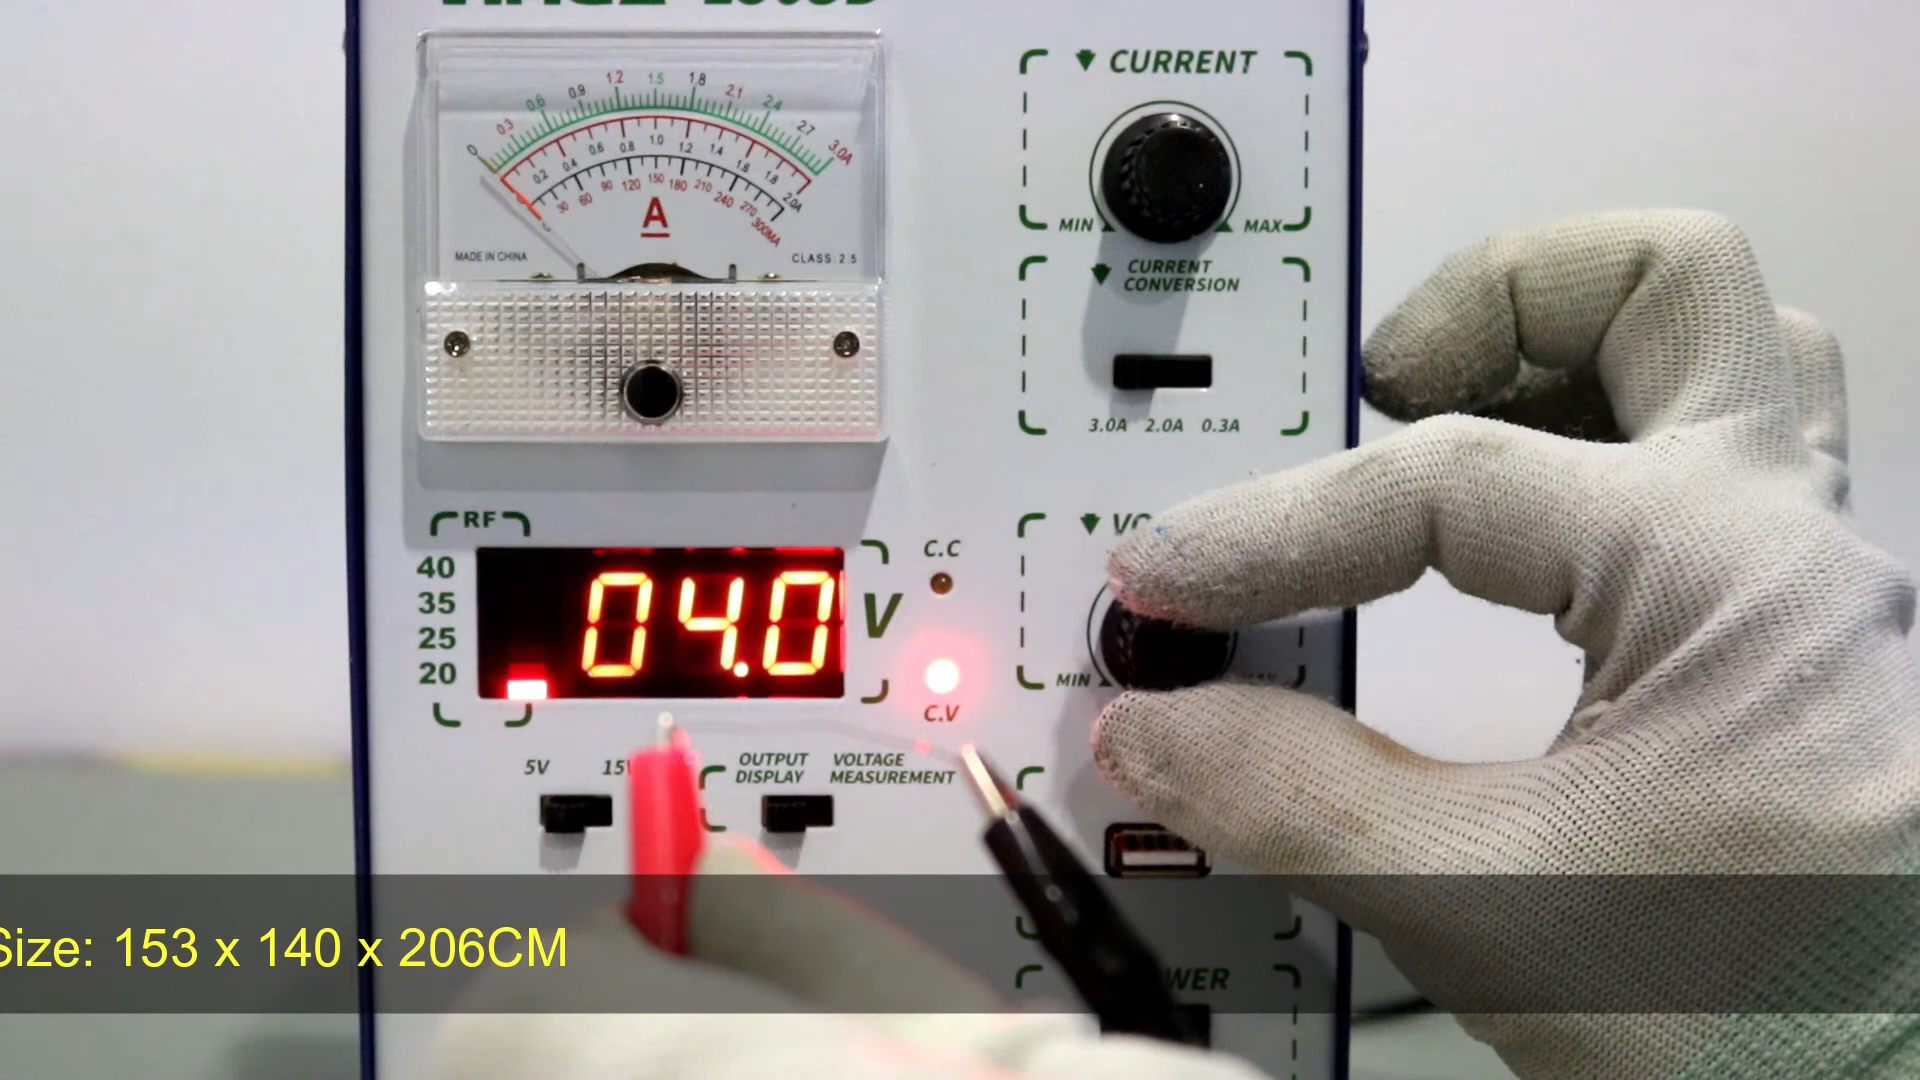 CURRENT
0 0.3 0.6 0.9 1.2 1.5 1.8 2.1 2.4 2.7 3.0A
0.2 0.4 0.6 0.8 1.0 1.2 1.4 1.6 1.8 2.0A
0 30 60 90 120 150 180 210 240 270 300MA
A
MADE IN CHINA
CLASS: 2.5
MIN MAX
CURRENT
CONVERSION
3.0A 2.0A 0.3A
RF
40
35
25
20
04.0
V
C.C
C.V
MIN
5V
OUTPUT
DISPLAY
VOLTAGE
MEASUREMENT
Size: 153 x 140 x 206CM